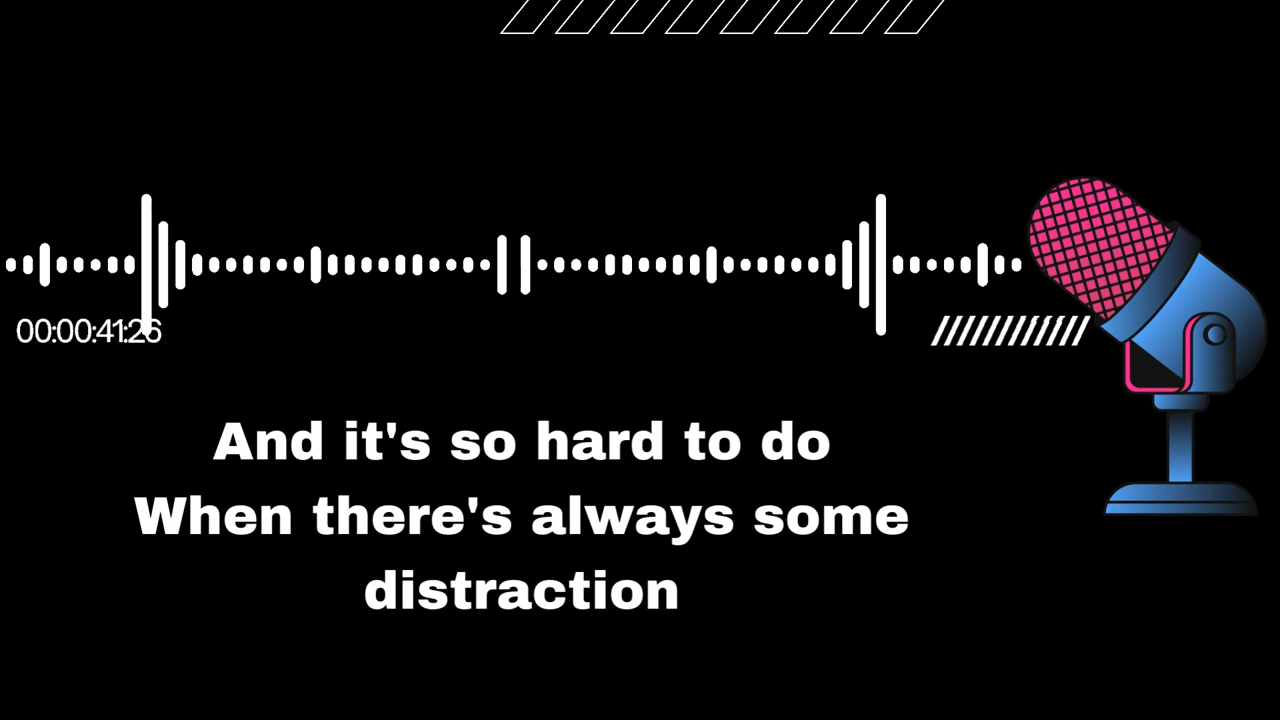 00:00:41:26
And it's so hard to do
When there's always some
distraction